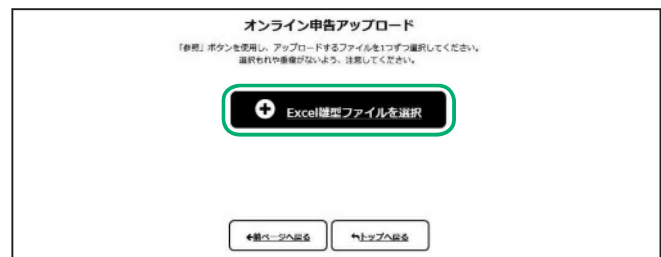 オンライン申告アップロード
「参照」ボタンを使用し、アップロードするファイルを1つずつ選択してください。
選択もれや重複がないよう、注意してください。
Excel雛型ファイルを選択
前ページへ戻る
トップへ戻る